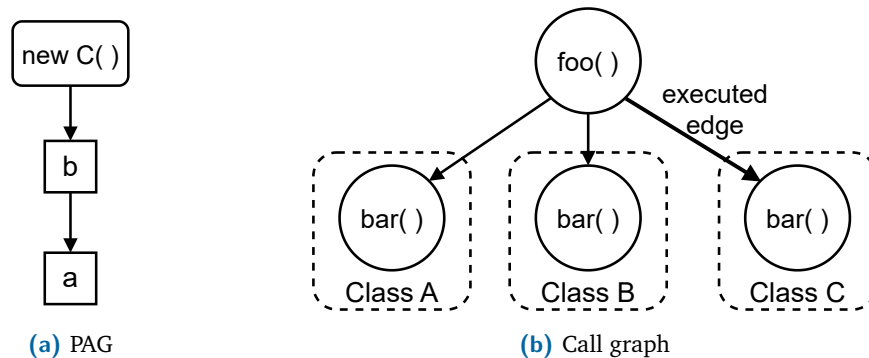 new C( )
b
a
(a) PAG
foo( )
executed
edge
bar( )
bar( )
bar( )
Class A
Class B
Class C
(b) Call graph